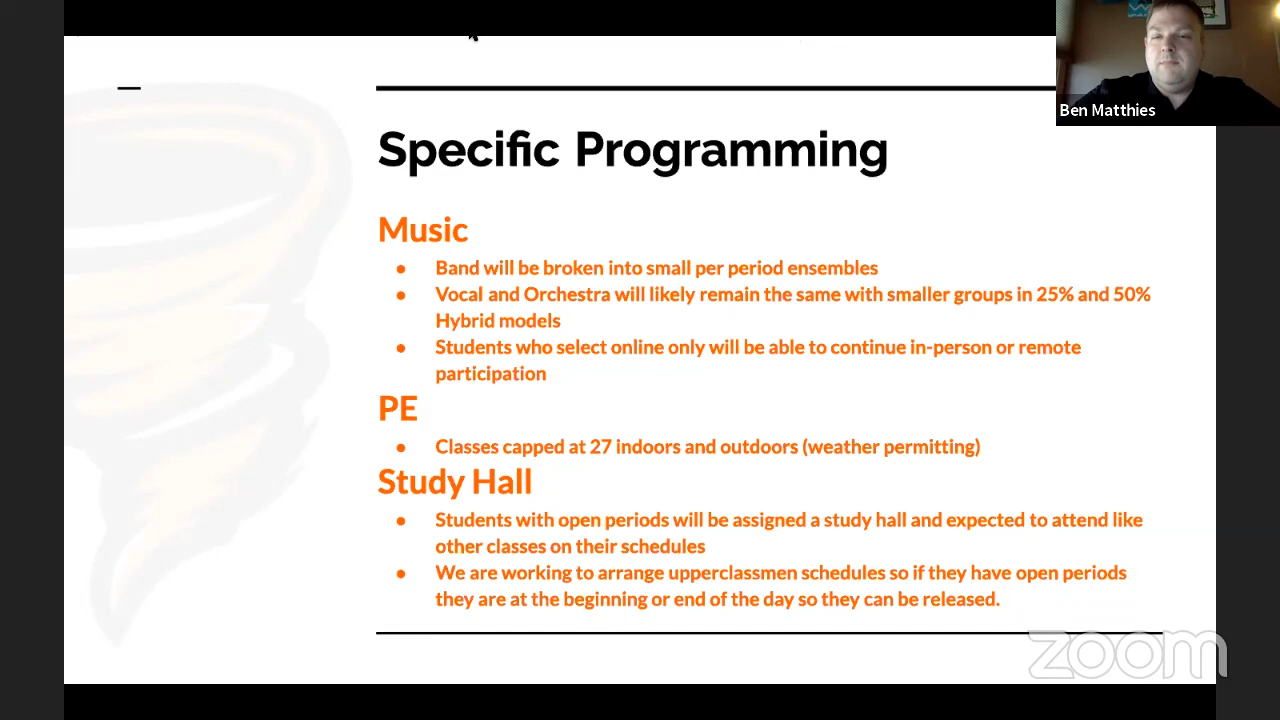 Ben Matthies
Specific Programming
Music
● Band will be broken into small per period ensembles
● Vocal and Orchestra will likely remain the same with smaller groups in 25% and 50%
Hybrid models
● Students who select online only will be able to continue in-person or remote
participation
PE
● Classes capped at 27 indoors and outdoors (weather permitting)
Study Hall
● Students with open periods will be assigned a study hall and expected to attend like
other classes on their schedules
● We are working to arrange upperclassmen schedules so if they have open periods
they are at the beginning or end of the day so they can be released.
zoom